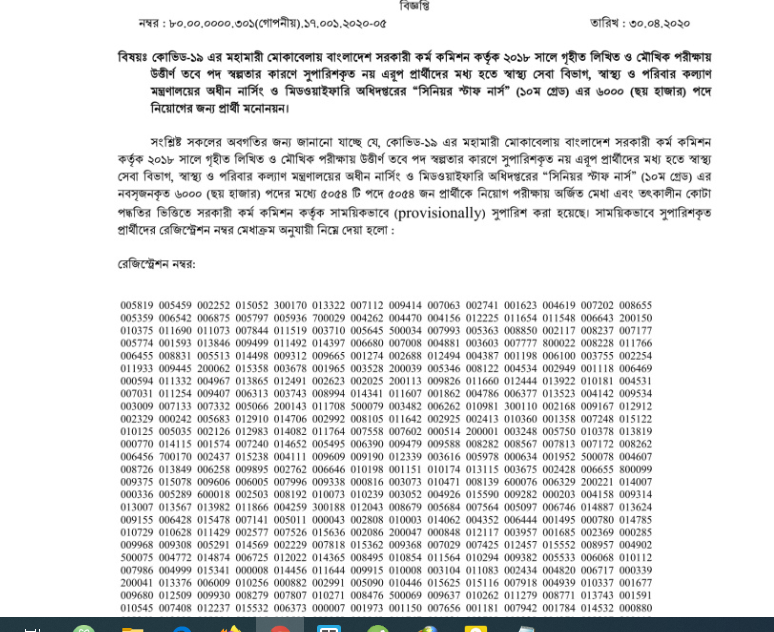 বিজ্ঞপ্তি
নম্বর : ৮০.০০.০০০০.৩০১(গোপনীয়).১৭.০০১.২০২০-০৫ তারিখ : ৩০.০৪.২০২০
বিষয়ঃ কোভিড-১৯ এর মহামারী মোকাবেলায় বাংলাদেশ সরকারী কর্ম কমিশন কর্তৃক ২০১৮ সালে গৃহীত লিখিত ও মৌখিক পরীক্ষায়
উত্তীর্ণ তবে পদ স্বল্পতার কারণে সুপারিশকৃত নয় এরূপ প্রার্থীদের মধ্য হতে স্বাস্থ্য সেবা বিভাগ, স্বাস্থ্য ও পরিবার কল্যাণ
মন্ত্রণালয়ের অধীন নার্সিং ও মিডওয়াইফারি অধিদপ্তরের “সিনিয়র স্টাফ নার্স” (১০ম গ্রেড) এর ৬০০০ (ছয় হাজার) পদে
নিয়োগের জন্য প্রার্থী মনোনয়ন।
সংশ্লিষ্ট সকলের অবগতির জন্য জানানো যাচ্ছে যে, কোভিড-১৯ এর মহামারী মোকাবেলায় বাংলাদেশ সরকারী কর্ম কমিশন
কর্তৃক ২০১৮ সালে গৃহীত লিখিত ও মৌখিক পরীক্ষায় উত্তীর্ণ তবে পদ স্বল্পতার কারণে সুপারিশকৃত নয় এরূপ প্রার্থীদের মধ্য হতে স্বাস্থ্য
সেবা বিভাগ, স্বাস্থ্য ও পরিবার কল্যাণ মন্ত্রণালয়ের অধীন নার্সিং ও মিডওয়াইফারি অধিদপ্তরের “সিনিয়র স্টাফ নার্স” (১০ম গ্রেড) এর
নবসৃজনকৃত ৬০০০ (ছয় হাজার) পদের মধ্যে ৫০৫৪ টি পদে ৫০৫৪ জন প্রার্থীকে নিয়োগ পরীক্ষায় অর্জিত মেধা এবং তৎকালীন কোটা
পদ্ধতির ভিত্তিতে সরকারী কর্ম কমিশন কর্তৃক সাময়িকভাবে (provisionally) সুপারিশ করা হয়েছে। সাময়িকভাবে সুপারিশকৃত
প্রার্থীদের রেজিস্ট্রেশন নম্বর মেধাক্রম অনুযায়ী নিম্নে দেয়া হলো :
রেজিস্ট্রেশন নম্বর:
005819 005459 002252 015052 300170 013322 007112 009414 007063 002741 001623 004619 007202 008655
005359 006542 006875 005797 005936 700029 004262 004470 004156 012225 011654 011548 006643 200150
010375 011690 011073 007844 011519 003710 005645 500034 007993 005363 008850 002117 008237 007177
005774 001593 013846 009499 011492 014397 006680 007008 004881 003603 007777 800022 008228 011766
006455 008831 005513 014498 009312 009665 001274 002688 012494 004387 001198 006100 003755 002254
011933 009445 200062 015358 003678 001965 003528 200039 005346 008122 004534 002949 001118 006469
000594 011332 004967 013865 012491 002623 002025 200113 009826 011660 012444 013922 010181 004531
007031 011254 009407 006313 003743 008994 014341 011607 001862 004786 006377 013523 004142 009534
003009 007133 007332 005066 200143 011708 500079 003482 006262 010981 300110 002168 009167 012912
002329 000242 005683 012910 014706 002992 008105 011642 002925 002413 010360 001358 007248 015122
010125 005035 002126 012983 014082 011764 007558 007602 000514 200001 003248 005750 010378 013819
000770 014115 001574 007240 014652 005495 006390 009479 009588 008282 008567 007813 007172 008262
006456 700170 002437 015238 004111 009609 009190 012339 003616 005978 000634 001952 500078 004607
008726 013849 006258 009895 002762 006646 010198 001151 010174 013115 003675 002428 006655 800099
009375 015078 009606 006005 007996 009338 000816 003073 010471 008139 600076 006329 200221 014007
000336 005289 600018 002503 008192 010073 010239 003052 004926 015590 009282 000203 004158 009314
013007 013567 013982 011866 004259 300188 012043 008679 005684 007564 005097 006746 014887 013624
009155 006428 015478 007141 005011 000043 002808 010003 014062 004352 006444 001495 000780 014785
010729 010628 011429 002577 007526 015636 002086 200047 000848 012117 003957 001685 002369 000285
009968 009308 005291 014569 002229 007818 015362 009368 007029 007425 012457 015552 008957 004902
500075 004772 014874 006725 012022 014365 008495 010854 011564 010294 009382 005533 006068 010112
007986 004999 015341 000008 014456 011644 009915 010008 003104 011083 002434 004820 006717 000339
200041 013376 006009 010256 000882 002991 005090 010446 015625 015116 007918 004939 010337 001677
009680 012509 009930 008279 007807 010271 008476 500069 009637 010262 011279 008771 013743 001591
010545 007408 012237 015532 006373 000007 001973 001150 007656 001181 007942 001784 014532 000880